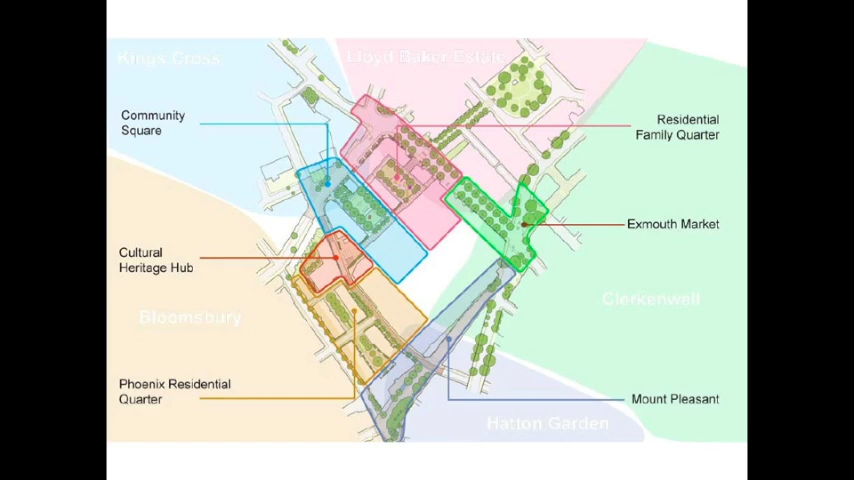 Kings Cross
Lloyd Baker Estate
Community
Square
Residential
Family Quarter
Exmouth Market
Cultural
Heritage Hub
Clerkenwell
Bloomsbury
Phoenix Residential
Quarter
Mount Pleasant
Hatton Garden